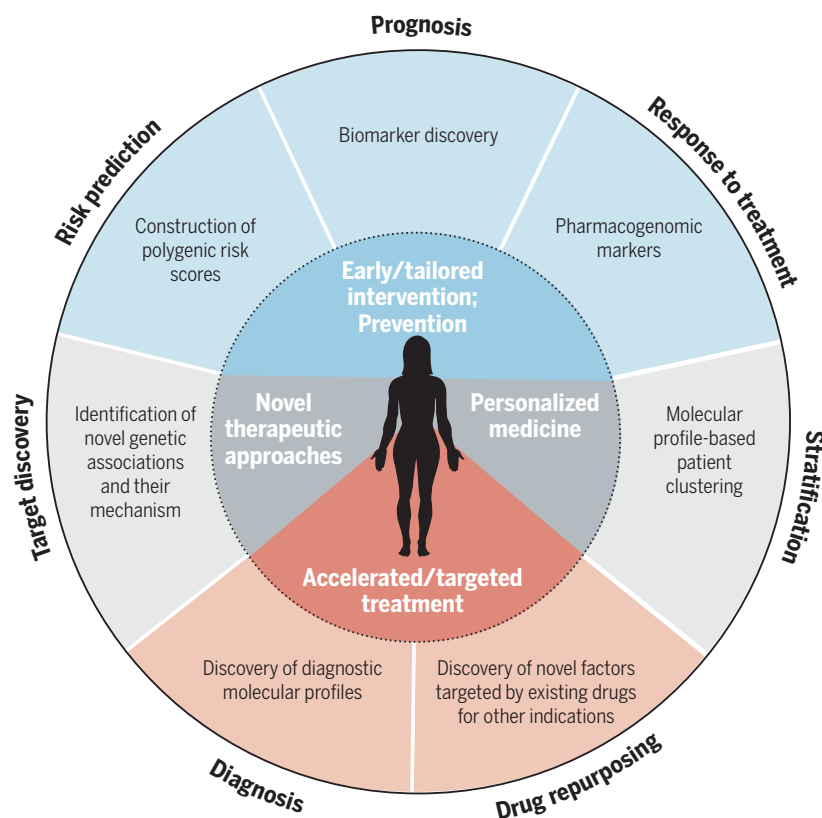 Prognosis
Biomarker discovery
Risk prediction
Construction of
polygenic risk
scores
Response to treatment
Pharmacogenomic
markers
Early/tailored
intervention;
Prevention
Target discovery
Identification of
novel genetic
associations
and their
mechanism
Novel
therapeutic
approaches
Personalized
medicine
Molecular
profile-based
patient
clustering
Stratification
Accelerated/targeted
treatment
Discovery of diagnostic
molecular profiles
Diagnosis
Discovery of novel factors
targeted by existing drugs
for other indications
Drug repurposing